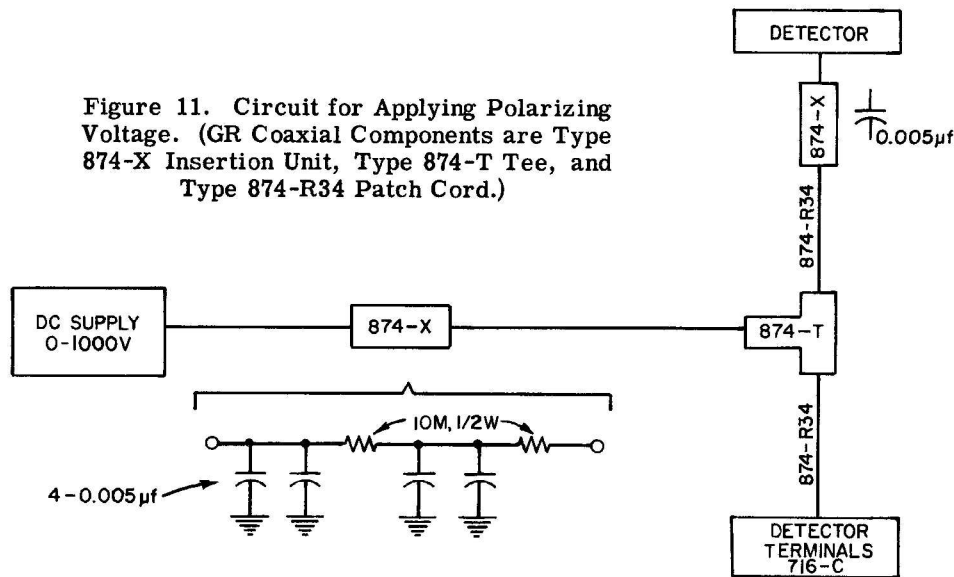 DETECTOR
Figure 11. Circuit for Applying Polarizing
Voltage. (GR Coaxial Components are Type
874-X Insertion Unit, Type 874-T Tee, and
Type 874-R34 Patch Cord.)
874-X
0.005µf
874-R34
DC SUPPLY
0-1000V
874-X
874-T
10M, 1/2W
4-0.005µf
874-R34
DETECTOR
TERMINALS
716-C